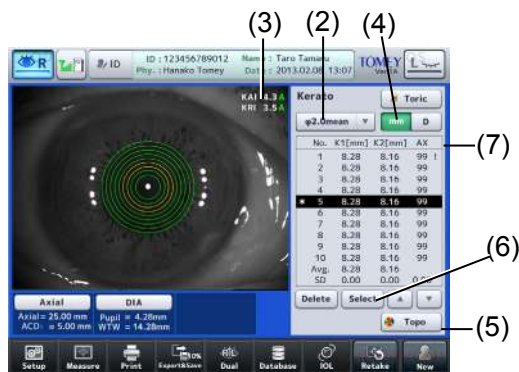 (3) (2) (4)
R ID ID : 123456789012 Name : Taro Tamaru TOMEY L
Phy. : Hanako Tomey Date : 2013.02.08 13:07
KAI 4.3 A
KRI 3.5 A
Kerato Toric
φ2.0mean ▼ mm D
(7)
No. K1[mm] K2[mm] AX
1 8.28 8.16 99 !
2 8.28 8.16 99
3 8.28 8.16 99
4 8.28 8.16 99
* 5 8.28 8.16 99
6 8.28 8.16 99
7 8.28 8.16 99
8 8.28 8.16 99
9 8.28 8.16 99
10 8.28 8.16 99
Avg. 8.28 8.16
SD 0.00 0.00 0.00
(6)
Delete Select ▲ ▼
Topo (5)
Axial DIA
Axial= 25.00 mm Pupil = 4.28mm
ACD- = 5.00 mm WTW = 14.28mm
Setup Measure Print Export&Save Dual Database IOL Retake New